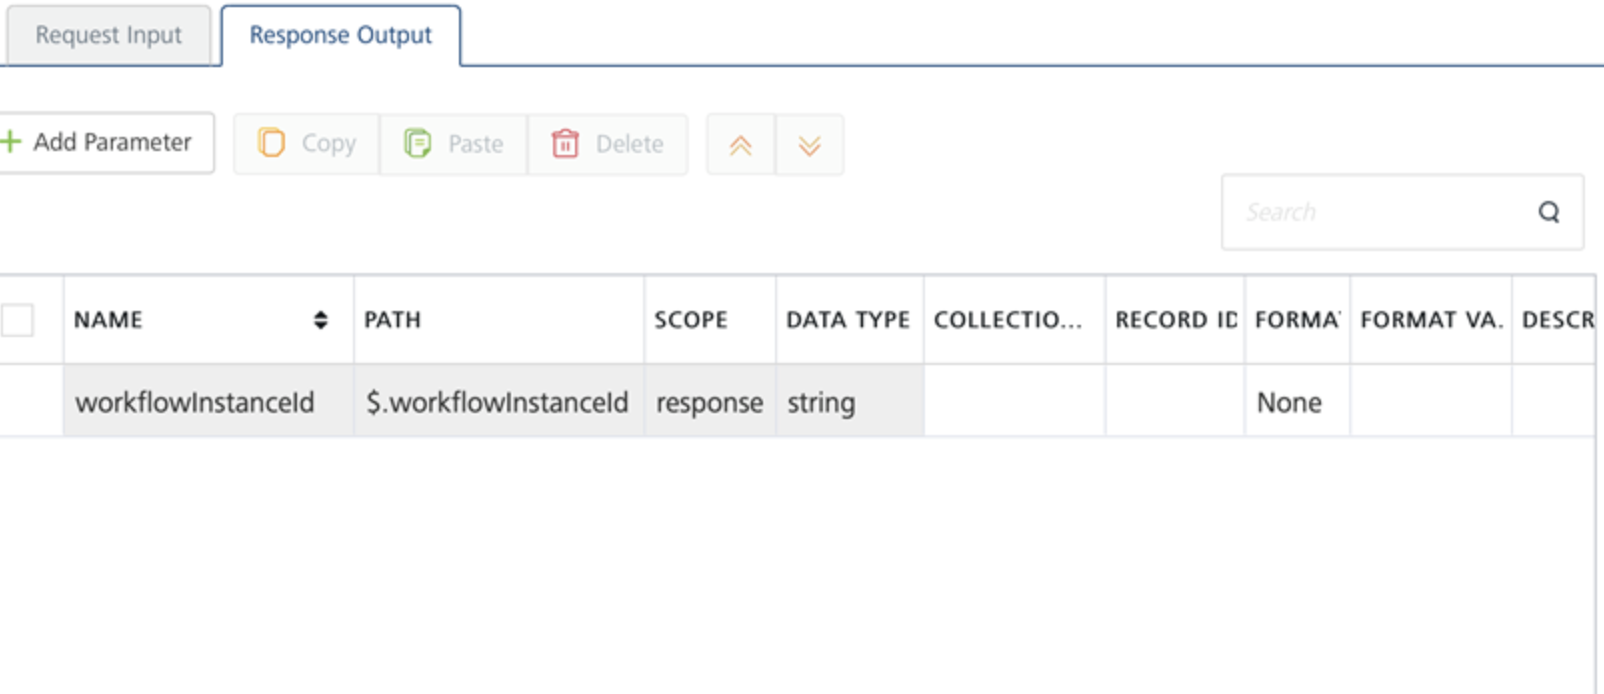 Request Input Response Output
Add Parameter Copy Paste Delete
Search
NAME PATH SCOPE DATA TYPE COLLECTIO... RECORD ID FORMA FORMAT VA. DESCR
workflowInstanceId $.workflowInstanceId response string None